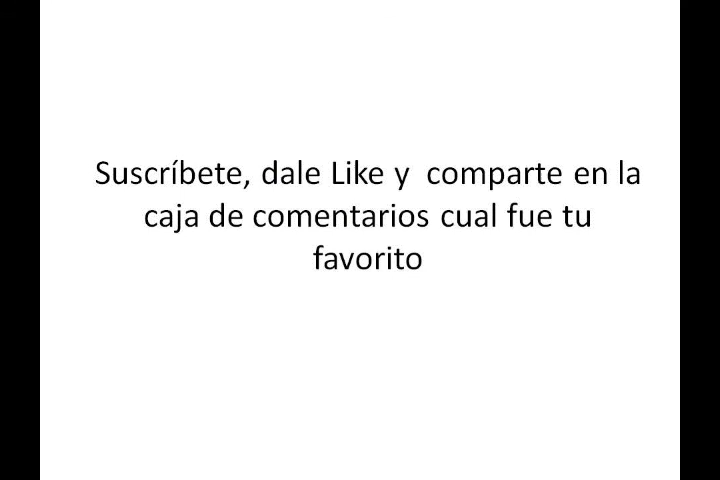 Suscríbete, dale Like y  comparte en la
caja de comentarios cual fue tu
favorito